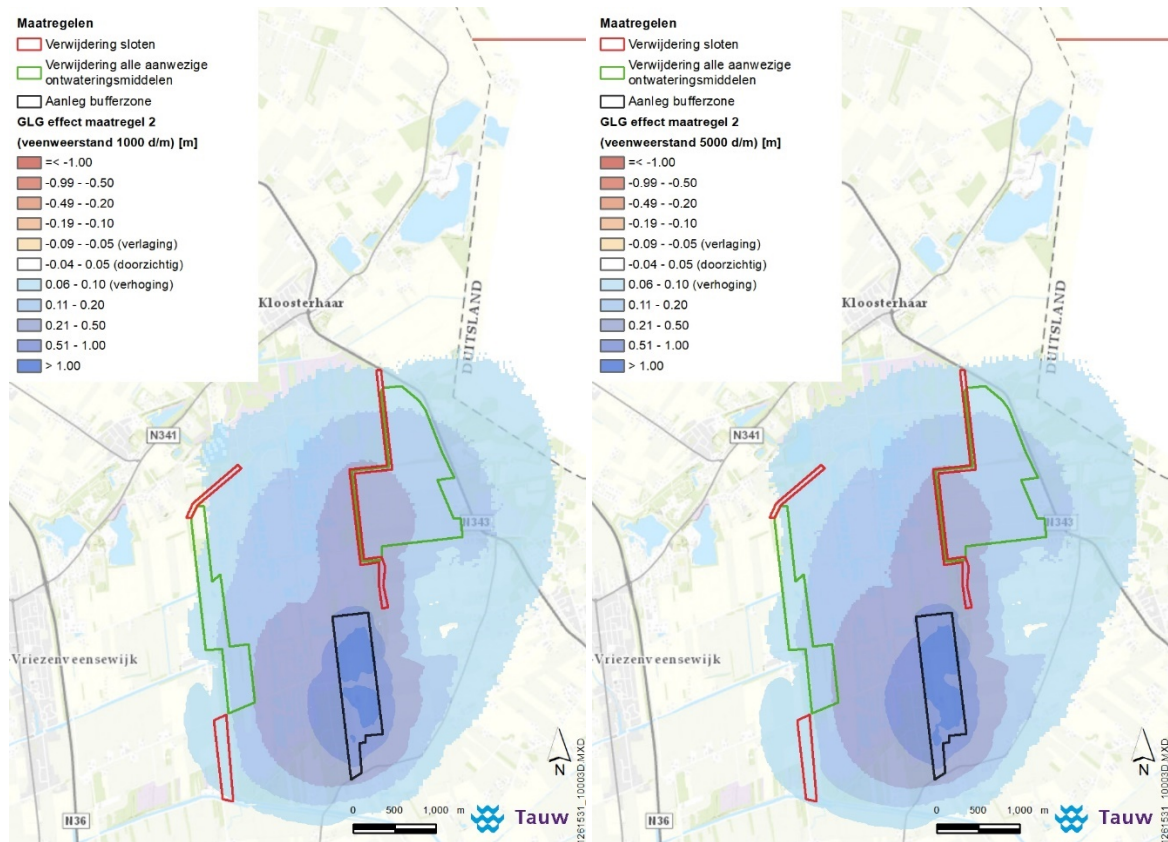 Maatregelen
Verwijdering sloten
Verwijdering alle aanwezige
ontwateringsmiddelen
Aanleg bufferzone
GLG effect maatregel 2
(veenweerstand 1000 d/m) [m]
=< -1.00
-0.99 - -0.50
-0.49 - -0.20
-0.19 - -0.10
-0.09 - -0.05 (verlaging)
-0.04 - 0.05 (doorzichtig)
0.06 - 0.10 (verhoging)
0.11 - 0.20
0.21 - 0.50
0.51 - 1.00
> 1.00
Kloosterhaar
DUITSLAND
N341
N343
Vriezenveensewijk
N36
N
0 500 1,000 m
Tauw
1261531_10003D.MXD
Maatregelen
Verwijdering sloten
Verwijdering alle aanwezige
ontwateringsmiddelen
Aanleg bufferzone
GLG effect maatregel 2
(veenweerstand 5000 d/m) [m]
=< -1.00
-0.99 - -0.50
-0.49 - -0.20
-0.19 - -0.10
-0.09 - -0.05 (verlaging)
-0.04 - 0.05 (doorzichtig)
0.06 - 0.10 (verhoging)
0.11 - 0.20
0.21 - 0.50
0.51 - 1.00
> 1.00
Kloosterhaar
DUITSLAND
N341
N343
Vriezenveensewijk
N36
N
0 500 1,000 m
Tauw
1261531_10003D.MXD